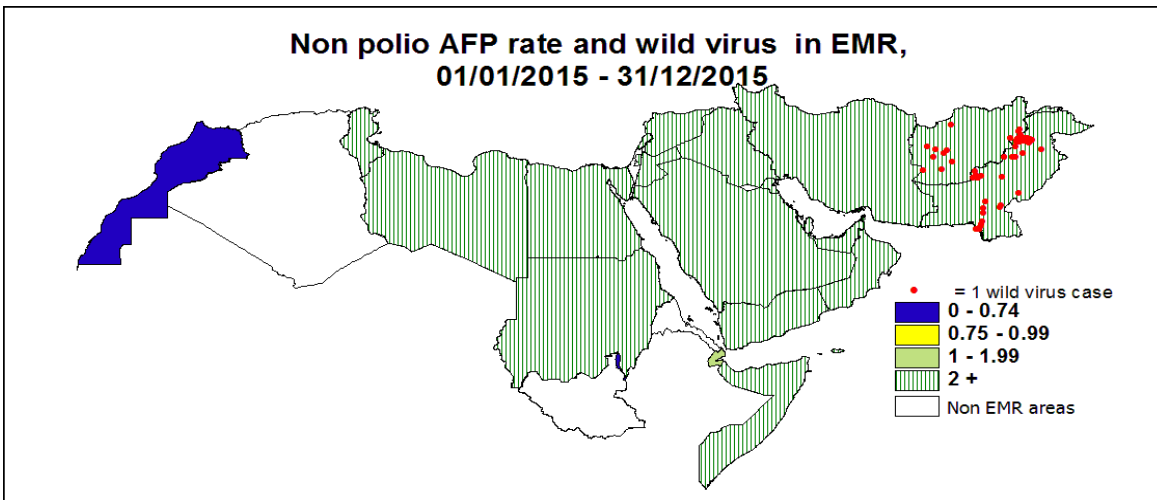 Non polio AFP rate and wild virus in EMR,
01/01/2015 - 31/12/2015
= 1 wild virus case
0 - 0.74
0.75 - 0.99
1 - 1.99
2 +
Non EMR areas